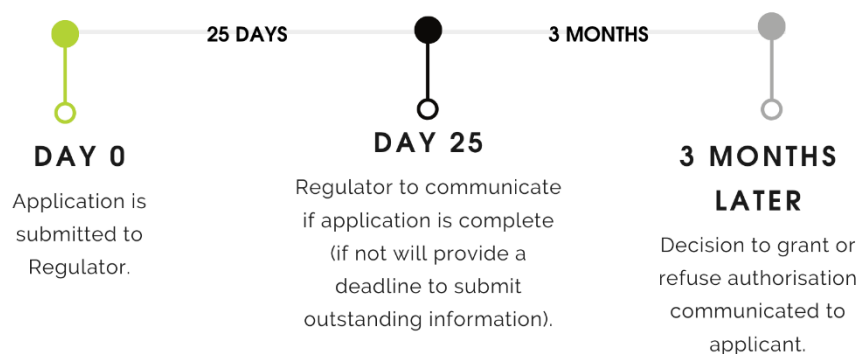 25 DAYS
3 MONTHS
DAY 0
Application is
submitted to
Regulator.
DAY 25
Regulator to communicate
if application is complete
(if not will provide a
deadline to submit
outstanding information).
3 MONTHS
LATER
Decision to grant or
refuse authorisation
communicated to
applicant.